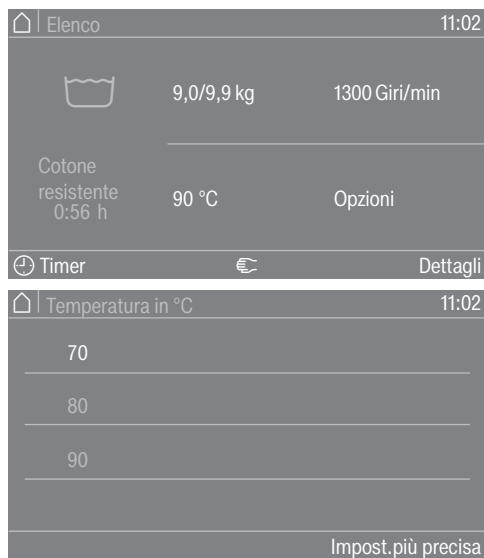 Elenco 11:02
9,0/9,9 kg 1300 Giri/min
Cotone
resistente
0:56 h
90 °C Opzioni
Timer Dettagli
Temperatura in °C 11:02
70
80
90
Impost.più precisa